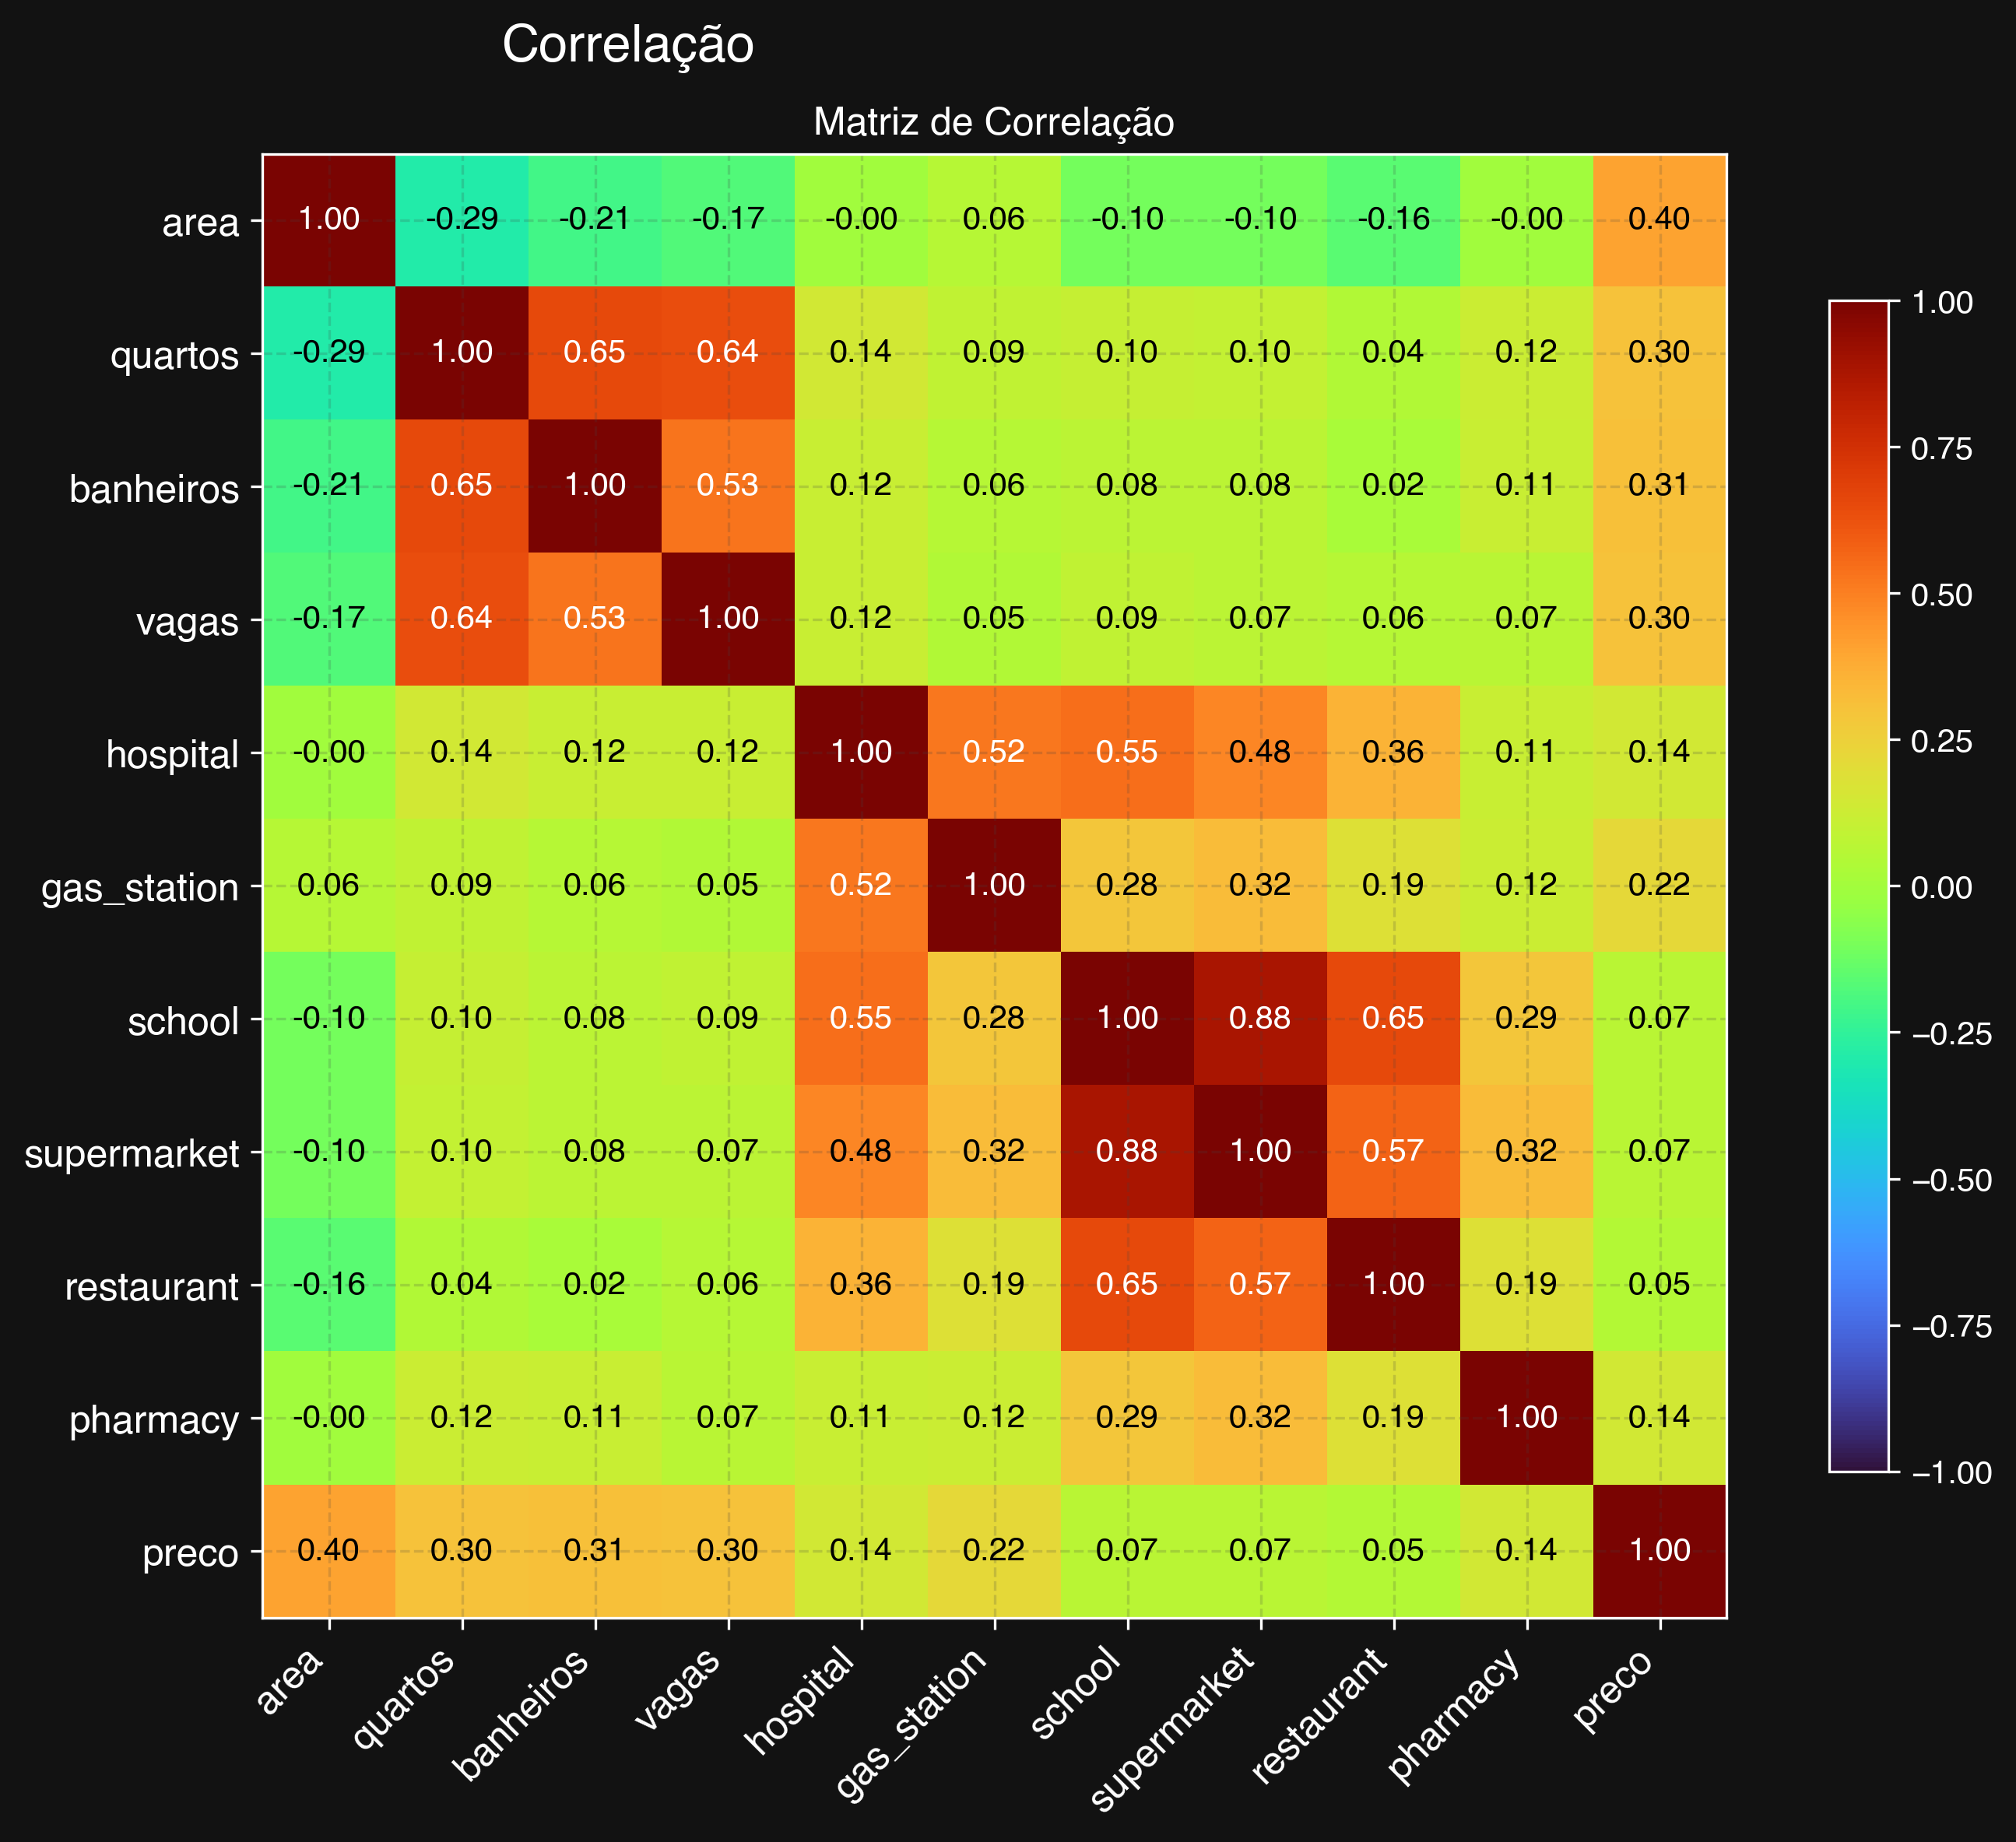 Correlação
Matriz de Correlação
area 1.00 -0.29 -0.21 -0.17 -0.00 0.06 -0.10 -0.10 -0.16 -0.00 0.40
quartos -0.29 1.00 0.65 0.64 0.14 0.09 0.10 0.10 0.04 0.12 0.30
banheiros -0.21 0.65 1.00 0.53 0.12 0.06 0.08 0.08 0.02 0.11 0.31
vagas -0.17 0.64 0.53 1.00 0.12 0.05 0.09 0.07 0.06 0.07 0.30
hospital -0.00 0.14 0.12 0.12 1.00 0.52 0.55 0.48 0.36 0.11 0.14
gas_station 0.06 0.09 0.06 0.05 0.52 1.00 0.28 0.32 0.19 0.12 0.22
school -0.10 0.10 0.08 0.09 0.55 0.28 1.00 0.88 0.65 0.29 0.07
supermarket -0.10 0.10 0.08 0.07 0.48 0.32 0.88 1.00 0.57 0.32 0.07
restaurant -0.16 0.04 0.02 0.06 0.36 0.19 0.65 0.57 1.00 0.19 0.05
pharmacy -0.00 0.12 0.11 0.07 0.11 0.12 0.29 0.32 0.19 1.00 0.14
preco 0.40 0.30 0.31 0.30 0.14 0.22 0.07 0.07 0.05 0.14 1.00
area quartos banheiros vagas hospital gas_station school supermarket restaurant pharmacy preco
1.00
0.75
0.50
0.25
0.00
−0.25
−0.50
−0.75
−1.00